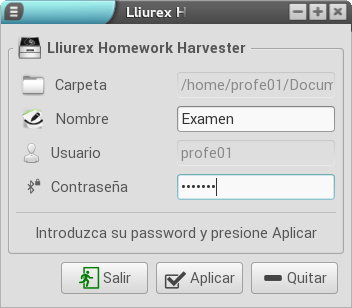 Lliurex H
Lliurex Homework Harvester
Carpeta /home/profe01/Docum
Nombre Examen
Usuario profe01
Contraseña •••••••
Introduzca su password y presione Aplicar
Salir Aplicar Quitar